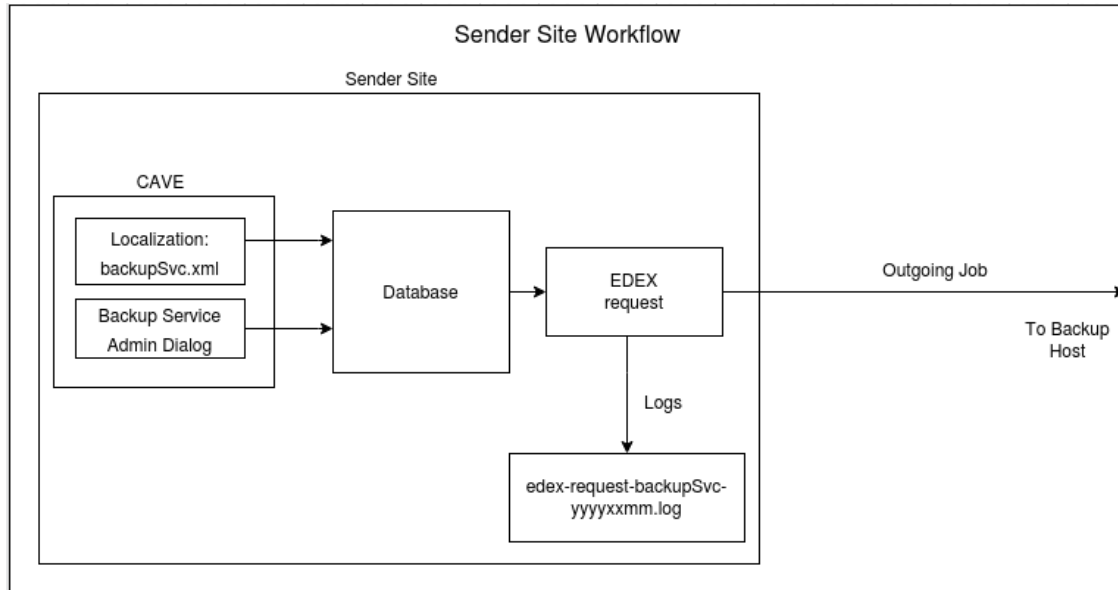 Sender Site Workflow
Sender Site
CAVE
Localization:
backupSvc.xml
Backup Service
Admin Dialog
Database
EDEX
request
Outgoing Job
To Backup
Host
Logs
edex-request-backupSvc-
yyyyxxmm.log